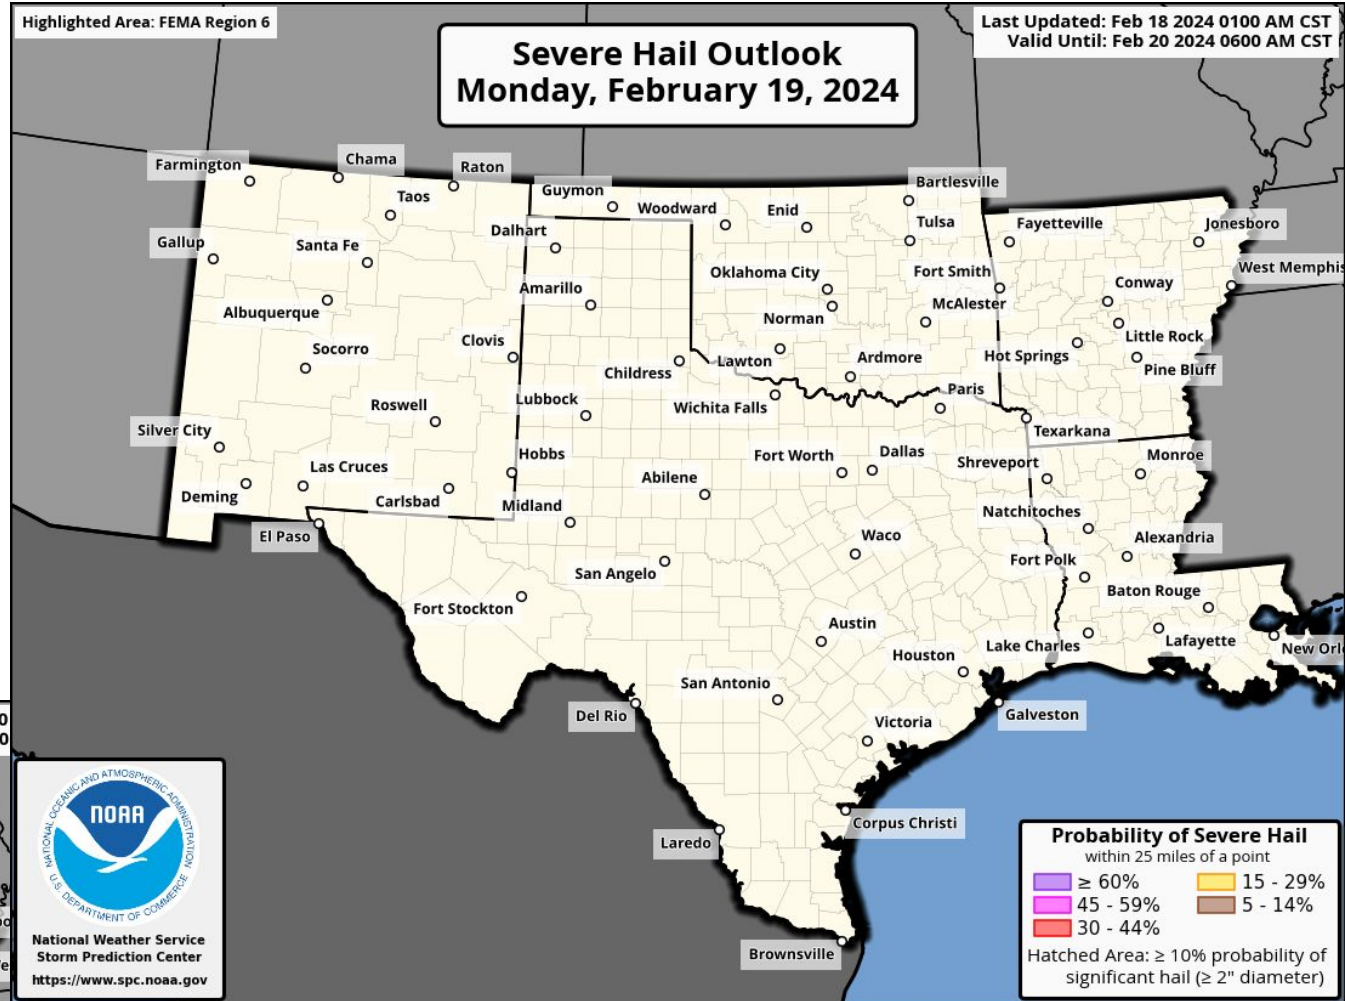 Highlighted Area: FEMA Region 6
Severe Hail Outlook
Monday, February 19, 2024
Last Updated: Feb 18 2024 0100 AM CST
Valid Until: Feb 20 2024 0600 AM CST
Farmington
Chama
Raton
Taos
Guymon
Woodward
Enid
Bartlesville
Tulsa
Fayetteville
Jonesboro
Gallup
Santa Fe
Dalhart
Oklahoma City
Fort Smith
West Memphis
Amarillo
Conway
Albuquerque
Norman
McAlester
Socorro
Clovis
Little Rock
Childress
Lawton
Ardmore
Hot Springs
Pine Bluff
Roswell
Lubbock
Wichita Falls
Paris
Silver City
Texarkana
Las Cruces
Hobbs
Fort Worth
Dallas
Shreveport
Monroe
Deming
Carlsbad
Midland
Abilene
Natchitoches
El Paso
Waco
Alexandria
San Angelo
Fort Polk
Fort Stockton
Baton Rouge
Austin
Lake Charles
Lafayette
New Orl
Houston
San Antonio
Del Rio
Victoria
Galveston
Laredo
Corpus Christi
Brownsville
NATIONAL OCEANIC AND ATMOSPHERIC ADMINISTRATION
NOAA
U.S. DEPARTMENT OF COMMERCE
National Weather Service
Storm Prediction Center
https://www.spc.noaa.gov
Probability of Severe Hail
within 25 miles of a point
≥ 60%
15 - 29%
45 - 59%
5 - 14%
30 - 44%
Hatched Area: ≥ 10% probability of
significant hail (≥ 2" diameter)